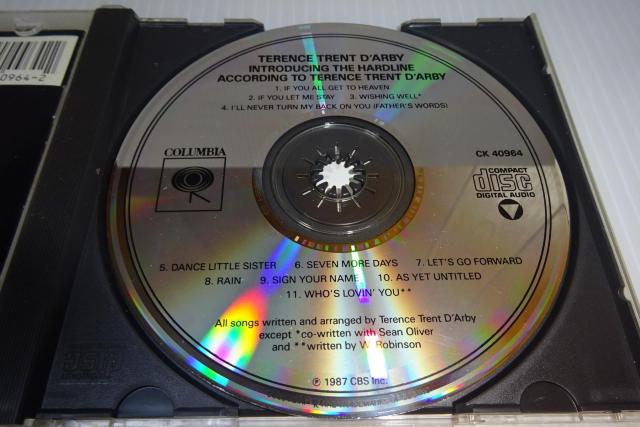 0964-2
TERENCE TRENT D'ARBY
INTRODUCING THE HARDLINE
ACCORDING TO TERENCE TRENT D'ARBY
1. IF YOU ALL GET TO HEAVEN
2. IF YOU LET ME STAY 3. WISHING WELL*
4. I'LL NEVER TURN MY BACK ON YOU (FATHER'S WORDS)
COLUMBIA
CK 40964
COMPACT
disc
DIGITAL AUDIO
5. DANCE LITTLE SISTER 6. SEVEN MORE DAYS 7. LET'S GO FORWARD
8. RAIN 9. SIGN YOUR NAME 10. AS YET UNTITLED
11. WHO'S LOVIN' YOU**
All songs written and arranged by Terence Trent D'Arby
except *co-written with Sean Oliver
and **written by W. Robinson
℗ 1987 CBS Inc.